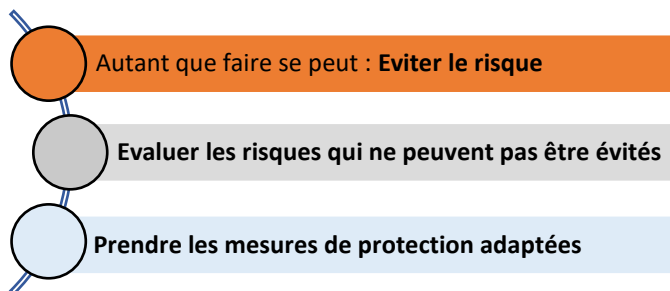 Autant que faire se peut : Eviter le risque
Evaluer les risques qui ne peuvent pas être évités
Prendre les mesures de protection adaptées